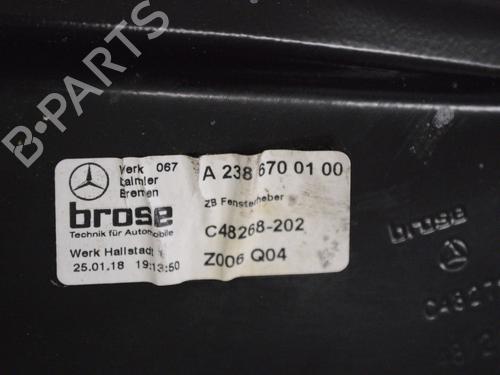 B-PARTS
Werk 067
Daimler
Bremen
A 238 670 01 00
ZB Fensterheber
brose
Technik für Automobile
C48268-202
Werk Hallstadt
25.01.18 19:13:50
Z006 Q04
brose